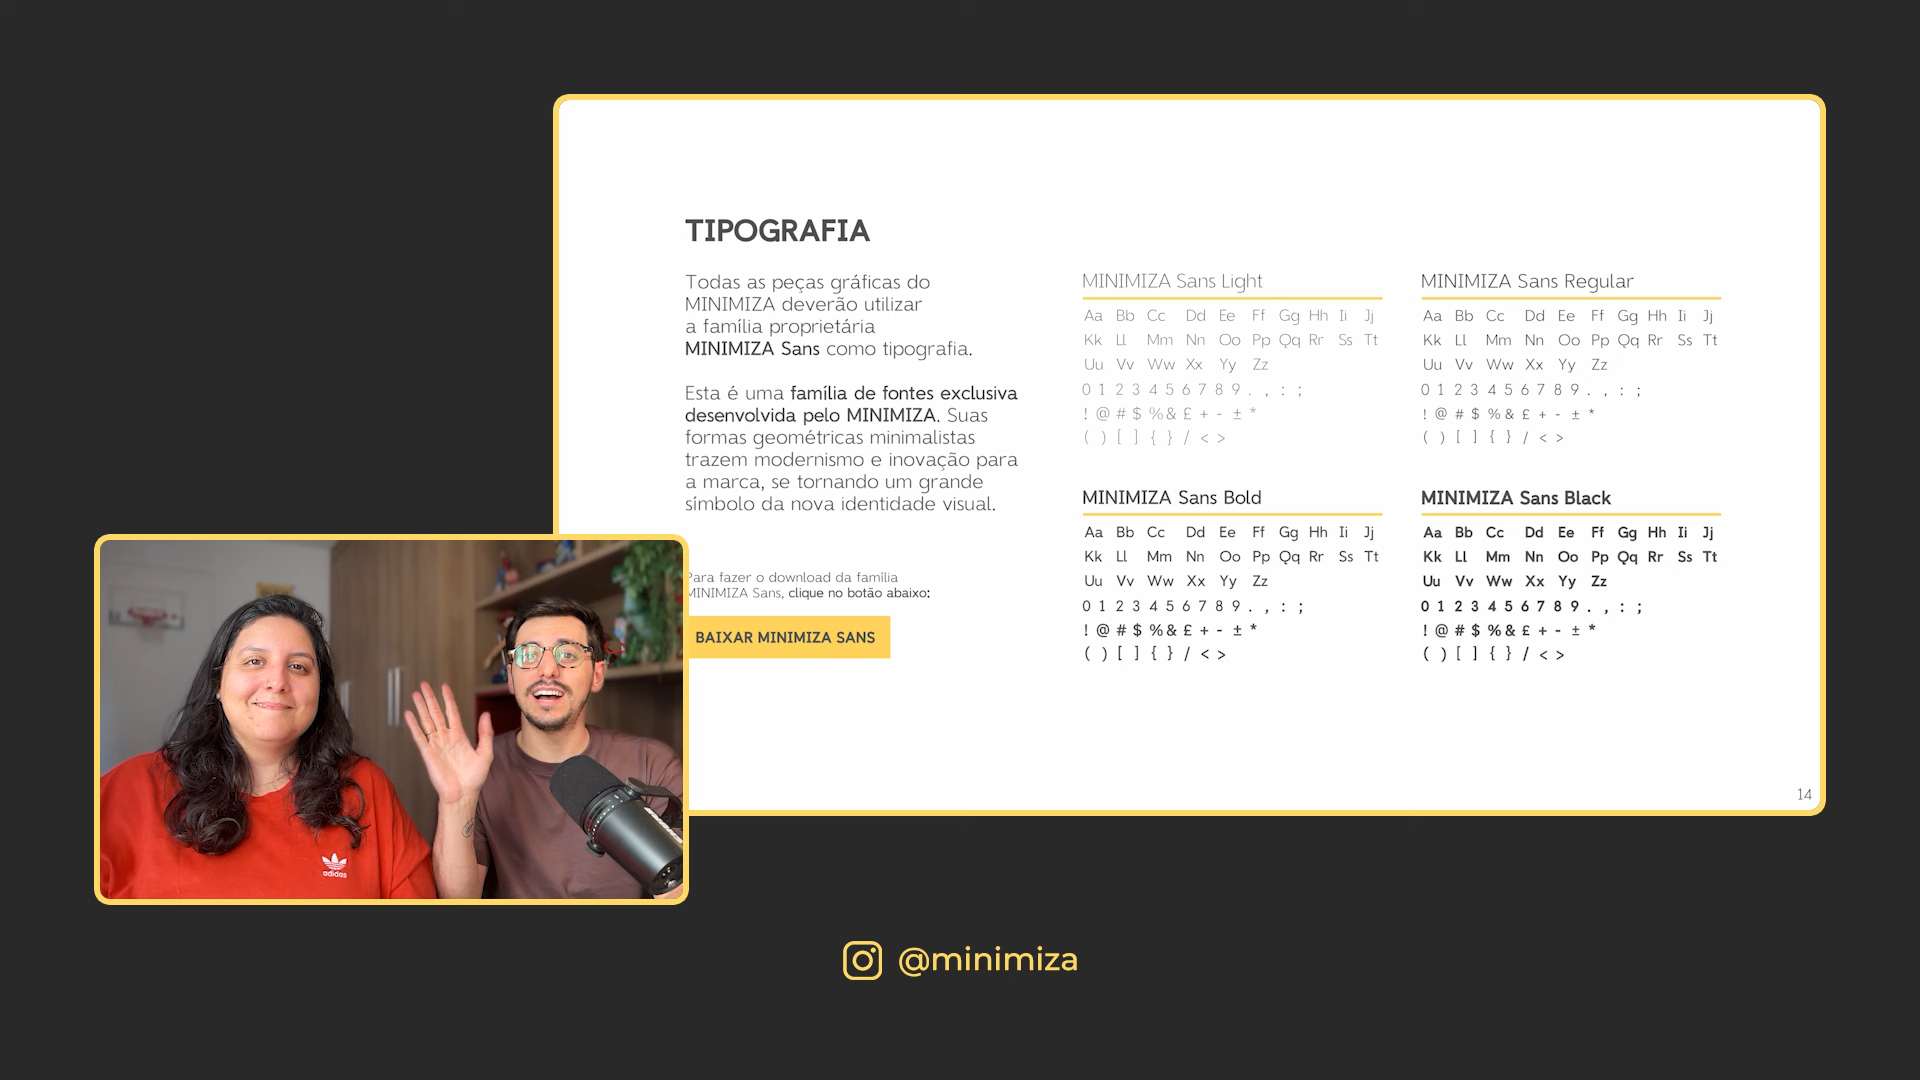 TIPOGRAFIA
Todas as peças gráficas do
MINIMIZA deverão utilizar
a família proprietária
MINIMIZA Sans como tipografia.
Esta é uma família de fontes exclusiva
desenvolvida pelo MINIMIZA. Suas
formas geométricas minimalistas
trazem modernismo e inovação para
a marca, se tornando um grande
símbolo da nova identidade visual.
Para fazer o download da família
MINIMIZA Sans, clique no botão abaixo:
BAIXAR MINIMIZA SANS
MINIMIZA Sans Light
Aa Bb Cc Dd Ee Ff Gg Hh Ii Jj
Kk Ll Mm Nn Oo Pp Qq Rr Ss Tt
Uu Vv Ww Xx Yy Zz
0 1 2 3 4 5 6 7 8 9 . , : ;
! @ # $ % & £ + - ± *
( ) [ ] { } / < >
MINIMIZA Sans Regular
Aa Bb Cc Dd Ee Ff Gg Hh Ii Jj
Kk Ll Mm Nn Oo Pp Qq Rr Ss Tt
Uu Vv Ww Xx Yy Zz
0 1 2 3 4 5 6 7 8 9 . , : ;
! @ # $ % & £ + - ± *
( ) [ ] { } / < >
MINIMIZA Sans Bold
Aa Bb Cc Dd Ee Ff Gg Hh Ii Jj
Kk Ll Mm Nn Oo Pp Qq Rr Ss Tt
Uu Vv Ww Xx Yy Zz
0 1 2 3 4 5 6 7 8 9 . , : ;
! @ # $ % & £ + - ± *
( ) [ ] { } / < >
MINIMIZA Sans Black
Aa Bb Cc Dd Ee Ff Gg Hh Ii Jj
Kk Ll Mm Nn Oo Pp Qq Rr Ss Tt
Uu Vv Ww Xx Yy Zz
0 1 2 3 4 5 6 7 8 9 . , : ;
! @ # $ % & £ + - ± *
( ) [ ] { } / < >
14
adidas
@minimiza